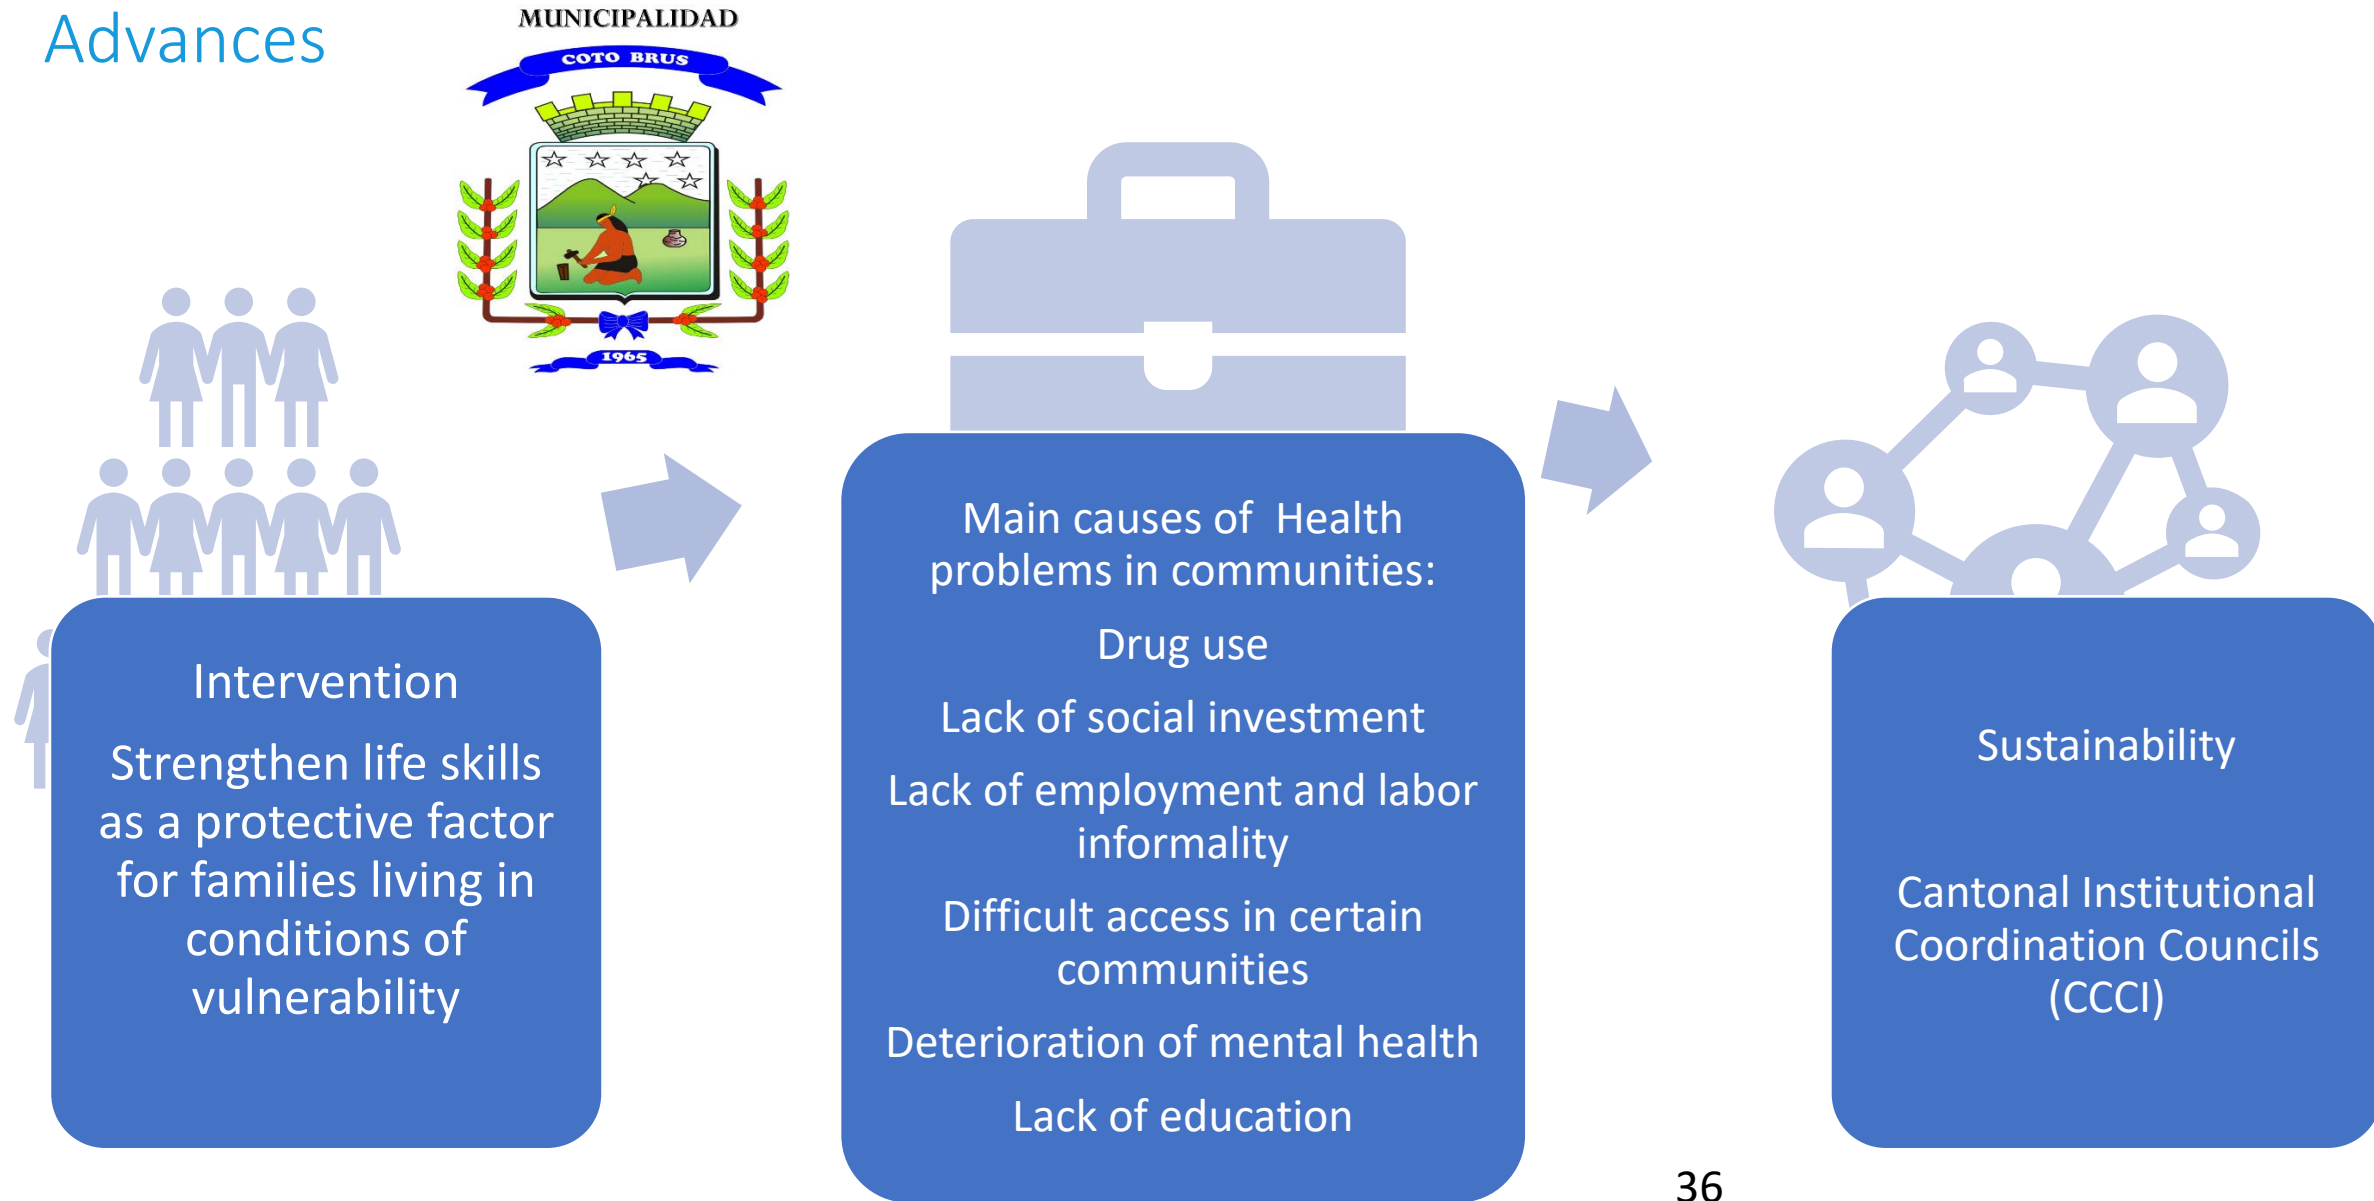 Advances
MUNICIPALIDAD
COTO BRUS
1965
Intervention
Strengthen life skills
as a protective factor
for families living in
conditions of
vulnerability
Main causes of  Health
problems in communities:
Drug use
Lack of social investment
Lack of employment and labor
informality
Difficult access in certain
communities
Deterioration of mental health
Lack of education
Sustainability
Cantonal Institutional
Coordination Councils
(CCCI)
36